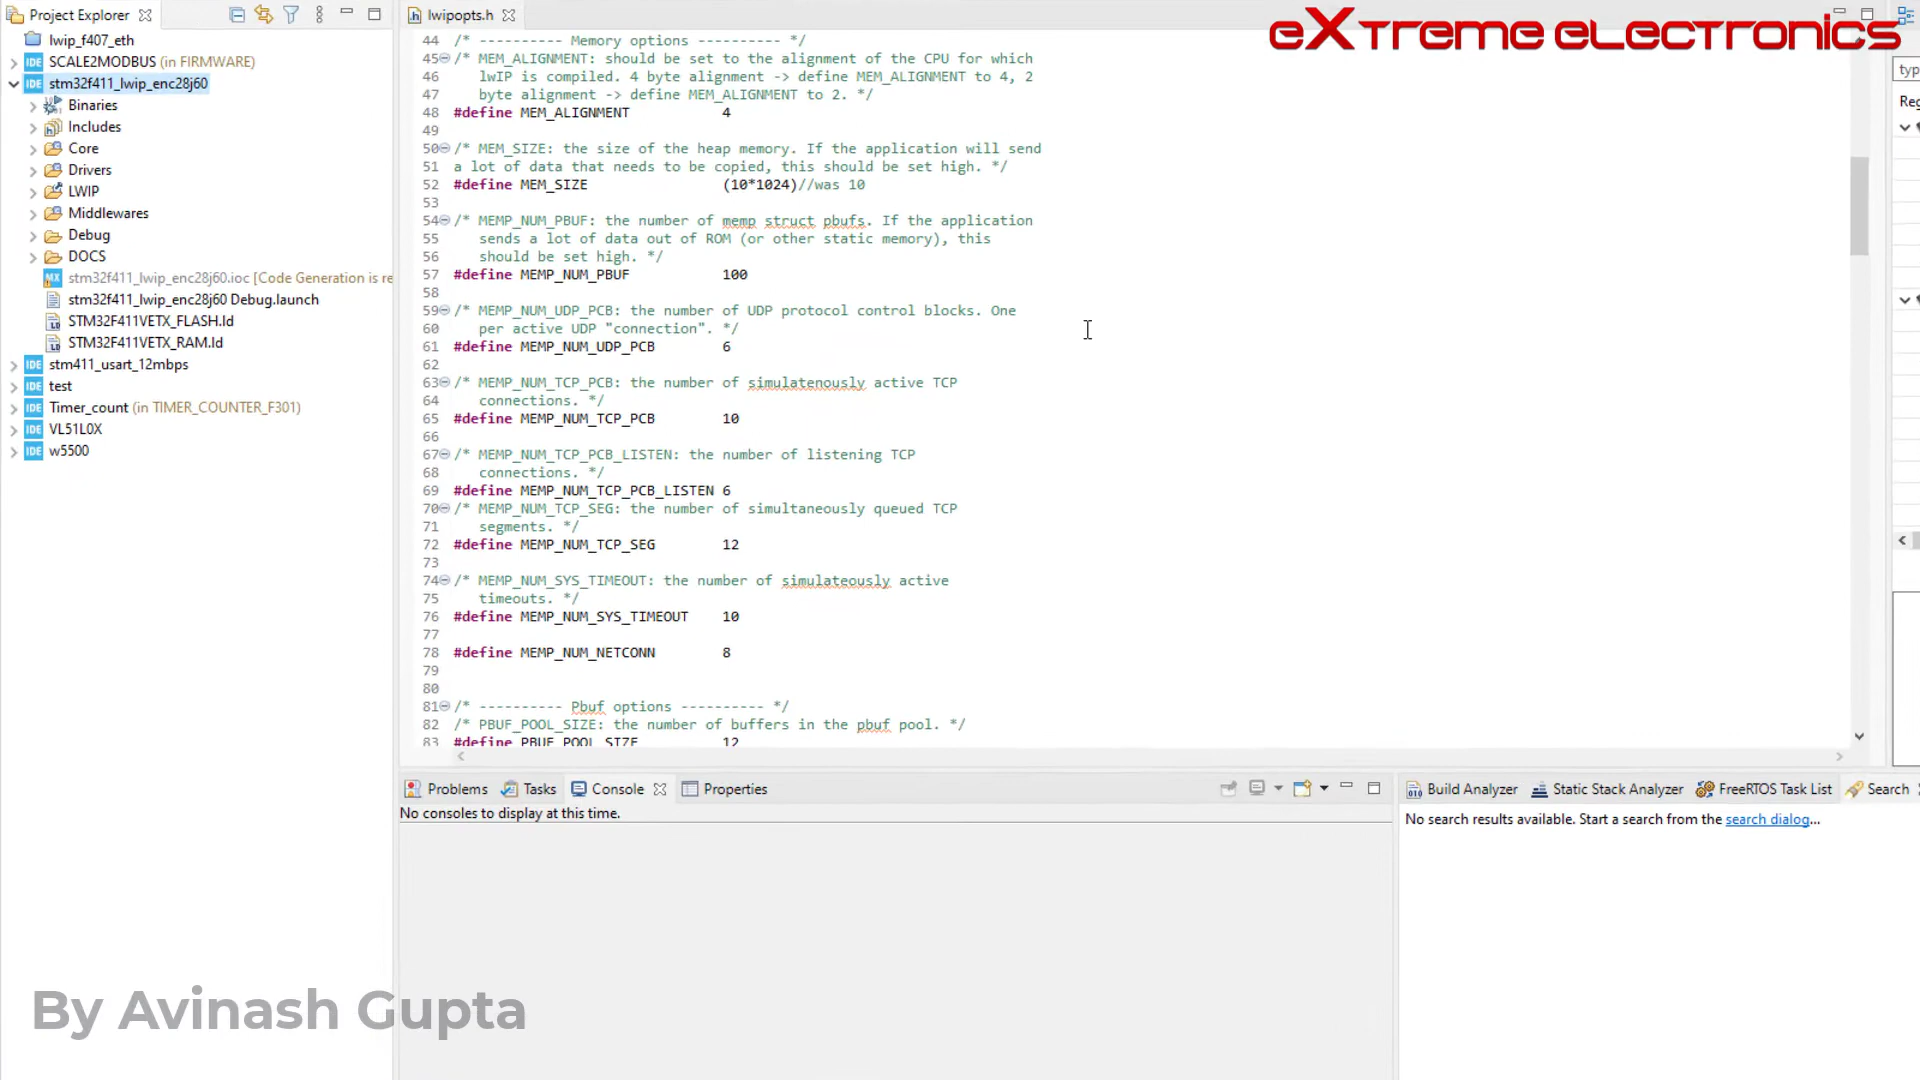 Project Explorer
lwipopts.h
eXtreme eLECTRONICS
lwip_f407_eth
SCALE2MODBUS (in FIRMWARE)
stm32f411_lwip_enc28j60
Binaries
Includes
Core
Drivers
LWIP
Middlewares
Debug
DOCS
stm32f411_lwip_enc28j60.ioc [Code Generation is re
stm32f411_lwip_enc28j60 Debug.launch
STM32F411VETX_FLASH.ld
STM32F411VETX_RAM.ld
stm411_usart_12mbps
test
Timer_count (in TIMER_COUNTER_F301)
VL51L0X
w5500
44 /* ---------- Memory options ---------- */
45 /* MEM_ALIGNMENT: should be set to the alignment of the CPU for which
46 lwIP is compiled. 4 byte alignment -> define MEM_ALIGNMENT to 4, 2
47 byte alignment -> define MEM_ALIGNMENT to 2. */
48 #define MEM_ALIGNMENT 4
49
50 /* MEM_SIZE: the size of the heap memory. If the application will send
51 a lot of data that needs to be copied, this should be set high. */
52 #define MEM_SIZE (10*1024)//was 10
53
54 /* MEMP_NUM_PBUF: the number of memp struct pbufs. If the application
55 sends a lot of data out of ROM (or other static memory), this
56 should be set high. */
57 #define MEMP_NUM_PBUF 100
58
59 /* MEMP_NUM_UDP_PCB: the number of UDP protocol control blocks. One
60 per active UDP "connection". */
61 #define MEMP_NUM_UDP_PCB 6
62
63 /* MEMP_NUM_TCP_PCB: the number of simulatenously active TCP
64 connections. */
65 #define MEMP_NUM_TCP_PCB 10
66
67 /* MEMP_NUM_TCP_PCB_LISTEN: the number of listening TCP
68 connections. */
69 #define MEMP_NUM_TCP_PCB_LISTEN 6
70 /* MEMP_NUM_TCP_SEG: the number of simultaneously queued TCP
71 segments. */
72 #define MEMP_NUM_TCP_SEG 12
73
74 /* MEMP_NUM_SYS_TIMEOUT: the number of simulateously active
75 timeouts. */
76 #define MEMP_NUM_SYS_TIMEOUT 10
77
78 #define MEMP_NUM_NETCONN 8
79
80
81 /* ---------- Pbuf options ---------- */
82 /* PBUF_POOL_SIZE: the number of buffers in the pbuf pool. */
83 #define PBUF_POOL_SIZE 12
typ
Reg
Problems Tasks Console Properties
No consoles to display at this time.
Build Analyzer Static Stack Analyzer FreeRTOS Task List Search
No search results available. Start a search from the search dialog...
By Avinash Gupta